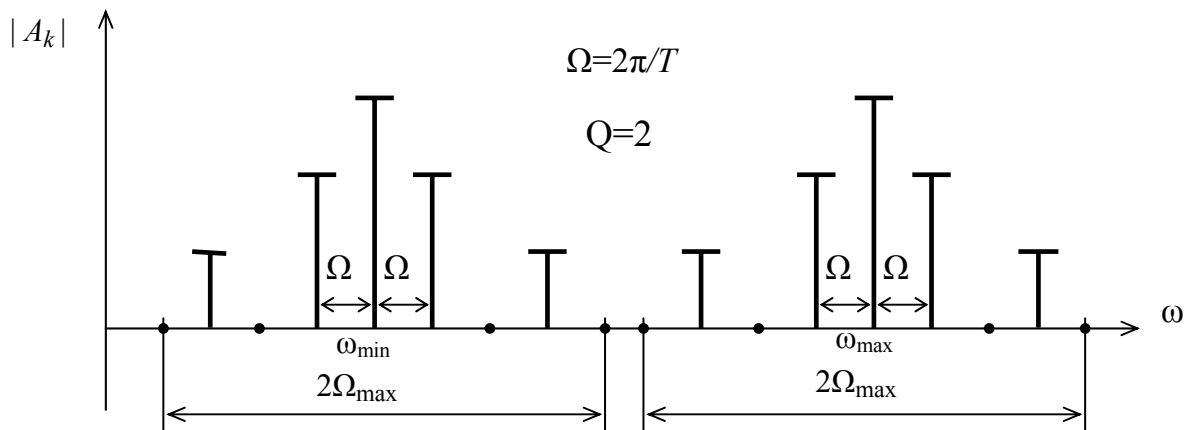 |A_k|
Ω=2π/T
Q=2
Ω Ω Ω Ω
ω
ω_min ω_max
2Ω_max 2Ω_max